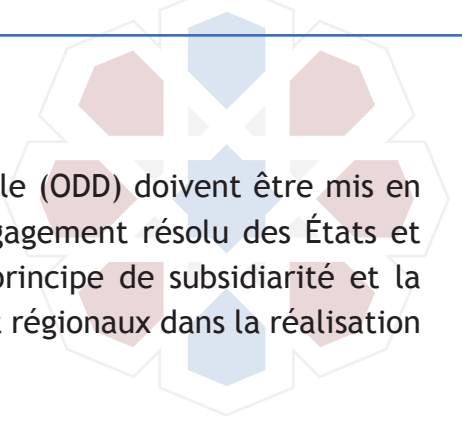 le (ODD) doivent être mis en
gagement résolu des États et
principe de subsidiarité et la
régionaux dans la réalisation